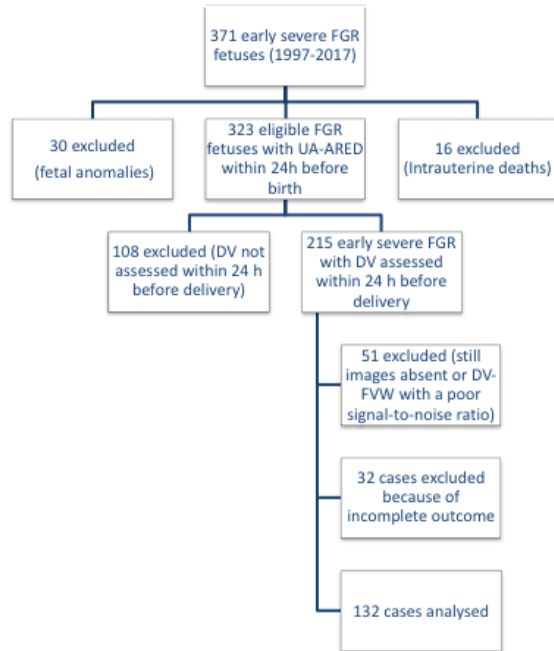 371 early severe FGR
fetuses (1997-2017)
30 excluded
(fetal anomalies)
323 eligible FGR
fetuses with UA-ARED
within 24h before
birth
16 excluded
(Intrauterine deaths)
108 excluded (DV not
assessed within 24 h
before delivery)
215 early severe FGR
with DV assessed
within 24 h before
delivery
51 excluded (still
images absent or DV-
FVW with a poor
signal-to-noise ratio)
32 cases excluded
because of
incomplete outcome
132 cases analysed